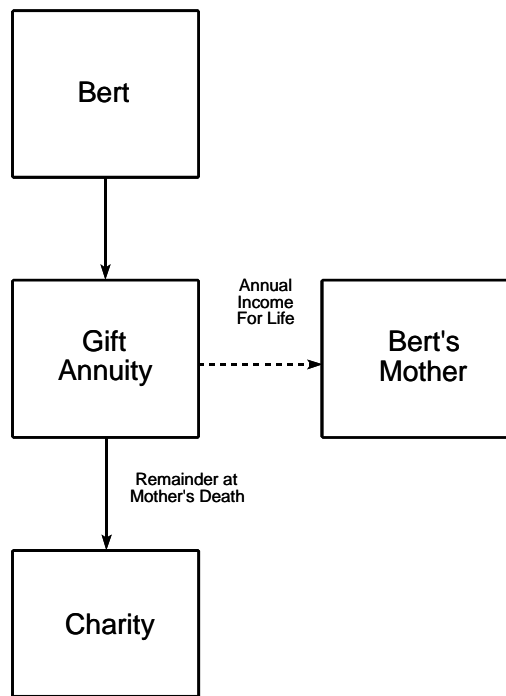 Bert
Annual
Income
For Life
Gift
Annuity
Bert's
Mother
Remainder at
Mother's Death
Charity